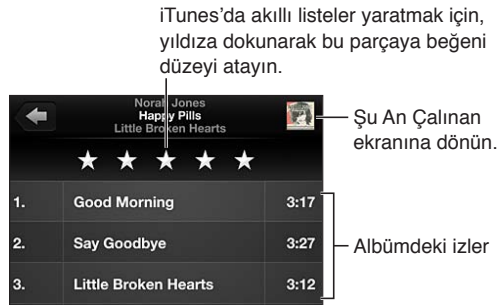 iTunes’da akıllı listeler yaratmak için,
yıldıza dokunarak bu parçaya beğeni
düzeyi atayın.
Norah Jones
Happy Pills
Little Broken Hearts
Şu An Çalınan
ekranına dönün.
1. Good Morning 3:17
2. Say Goodbye 3:27
3. Little Broken Hearts 3:12
Albümdeki izler